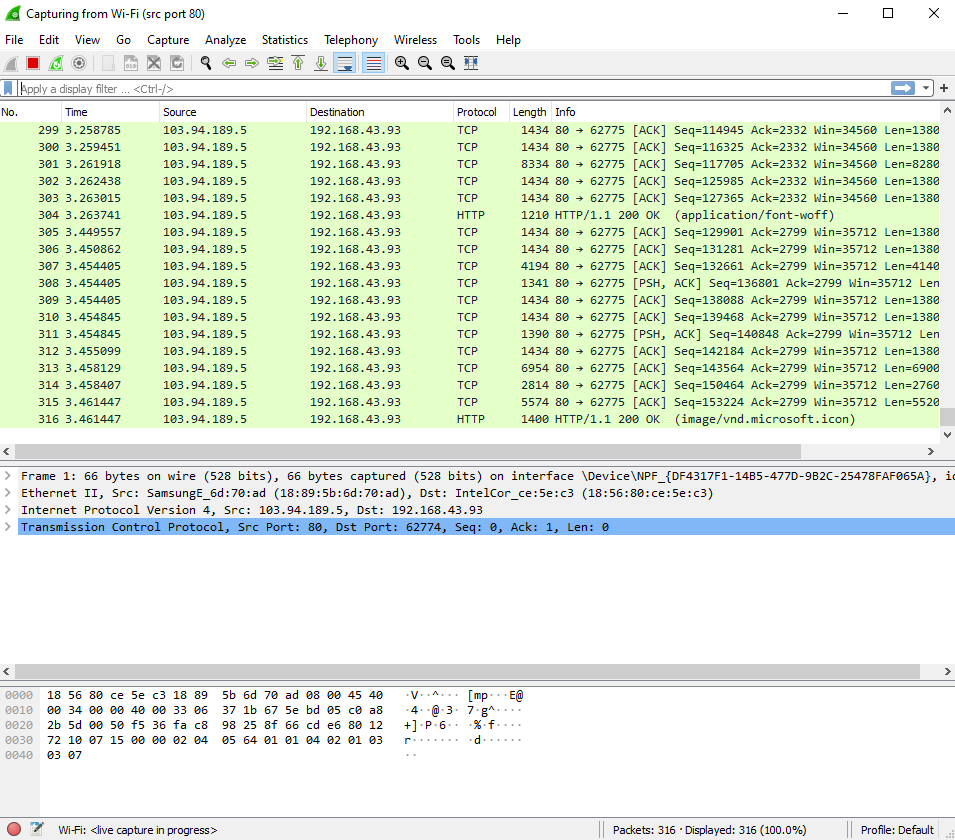 Capturing from Wi-Fi (src port 80)
File Edit View Go Capture Analyze Statistics Telephony Wireless Tools Help
Apply a display filter ... <Ctrl-/>
No. Time Source Destination Protocol Length Info
299 3.258785 103.94.189.5 192.168.43.93 TCP 1434 80 → 62775 [ACK] Seq=114945 Ack=2332 Win=34560 Len=1380
300 3.259451 103.94.189.5 192.168.43.93 TCP 1434 80 → 62775 [ACK] Seq=116325 Ack=2332 Win=34560 Len=1380
301 3.261918 103.94.189.5 192.168.43.93 TCP 8334 80 → 62775 [ACK] Seq=117705 Ack=2332 Win=34560 Len=8280
302 3.262438 103.94.189.5 192.168.43.93 TCP 1434 80 → 62775 [ACK] Seq=125985 Ack=2332 Win=34560 Len=1380
303 3.263015 103.94.189.5 192.168.43.93 TCP 1434 80 → 62775 [ACK] Seq=127365 Ack=2332 Win=34560 Len=1380
304 3.263741 103.94.189.5 192.168.43.93 HTTP 1210 HTTP/1.1 200 OK (application/font-woff)
305 3.449557 103.94.189.5 192.168.43.93 TCP 1434 80 → 62775 [ACK] Seq=129901 Ack=2799 Win=35712 Len=1380
306 3.450862 103.94.189.5 192.168.43.93 TCP 1434 80 → 62775 [ACK] Seq=131281 Ack=2799 Win=35712 Len=1380
307 3.454405 103.94.189.5 192.168.43.93 TCP 4194 80 → 62775 [ACK] Seq=132661 Ack=2799 Win=35712 Len=4140
308 3.454405 103.94.189.5 192.168.43.93 TCP 1341 80 → 62775 [PSH, ACK] Seq=136801 Ack=2799 Win=35712 Len
309 3.454405 103.94.189.5 192.168.43.93 TCP 1434 80 → 62775 [ACK] Seq=138088 Ack=2799 Win=35712 Len=1380
310 3.454845 103.94.189.5 192.168.43.93 TCP 1434 80 → 62775 [ACK] Seq=139468 Ack=2799 Win=35712 Len=1380
311 3.454845 103.94.189.5 192.168.43.93 TCP 1390 80 → 62775 [PSH, ACK] Seq=140848 Ack=2799 Win=35712 Len
312 3.455099 103.94.189.5 192.168.43.93 TCP 1434 80 → 62775 [ACK] Seq=142184 Ack=2799 Win=35712 Len=1380
313 3.458129 103.94.189.5 192.168.43.93 TCP 6954 80 → 62775 [ACK] Seq=143564 Ack=2799 Win=35712 Len=6900
314 3.458407 103.94.189.5 192.168.43.93 TCP 2814 80 → 62775 [ACK] Seq=150464 Ack=2799 Win=35712 Len=2760
315 3.461447 103.94.189.5 192.168.43.93 TCP 5574 80 → 62775 [ACK] Seq=153224 Ack=2799 Win=35712 Len=5520
316 3.461447 103.94.189.5 192.168.43.93 HTTP 1400 HTTP/1.1 200 OK (image/vnd.microsoft.icon)
Frame 1: 66 bytes on wire (528 bits), 66 bytes captured (528 bits) on interface \Device\NPF_{DF4317F1-14B5-477D-9B2C-25478FAF065A}, id
Ethernet II, Src: SamsungE_6d:70:ad (18:89:5b:6d:70:ad), Dst: IntelCor_ce:5e:c3 (18:56:80:ce:5e:c3)
Internet Protocol Version 4, Src: 103.94.189.5, Dst: 192.168.43.93
Transmission Control Protocol, Src Port: 80, Dst Port: 62774, Seq: 0, Ack: 1, Len: 0
0000 18 56 80 ce 5e c3 18 89 5b 6d 70 ad 08 00 45 40 ·V··^··· [mp···E@
0010 00 34 00 00 40 00 33 06 37 1b 67 5e bd 05 c0 a8 ·4··@·3· 7·g^····
0020 2b 5d 00 50 f5 36 fa c8 98 25 8f 66 cd e6 80 12 +]·P·6·· ·%·f····
0030 72 10 07 15 00 00 02 04 05 64 01 01 04 02 01 03 r······· ·d······
0040 03 07 ··
Wi-Fi: <live capture in progress> Packets: 316 · Displayed: 316 (100.0%) Profile: Default